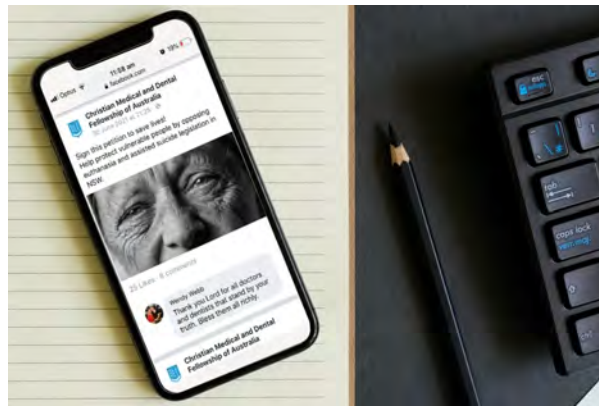 Optus
11:58 am
19%
facebook.com
Christian Medical and Dental
Fellowship of Australia
Sign this petition to save lives!
Help protect vulnerable people by opposing
euthanasia and assisted suicide legislation in
NSW.
25 Likes · 8 comments
Wendy Webb
Thank you Lord for all doctors
and dentists that stand by your
truth. Bless them all richly.
Christian Medical and Dental
Fellowship of Australia
esc
tab
caps lock